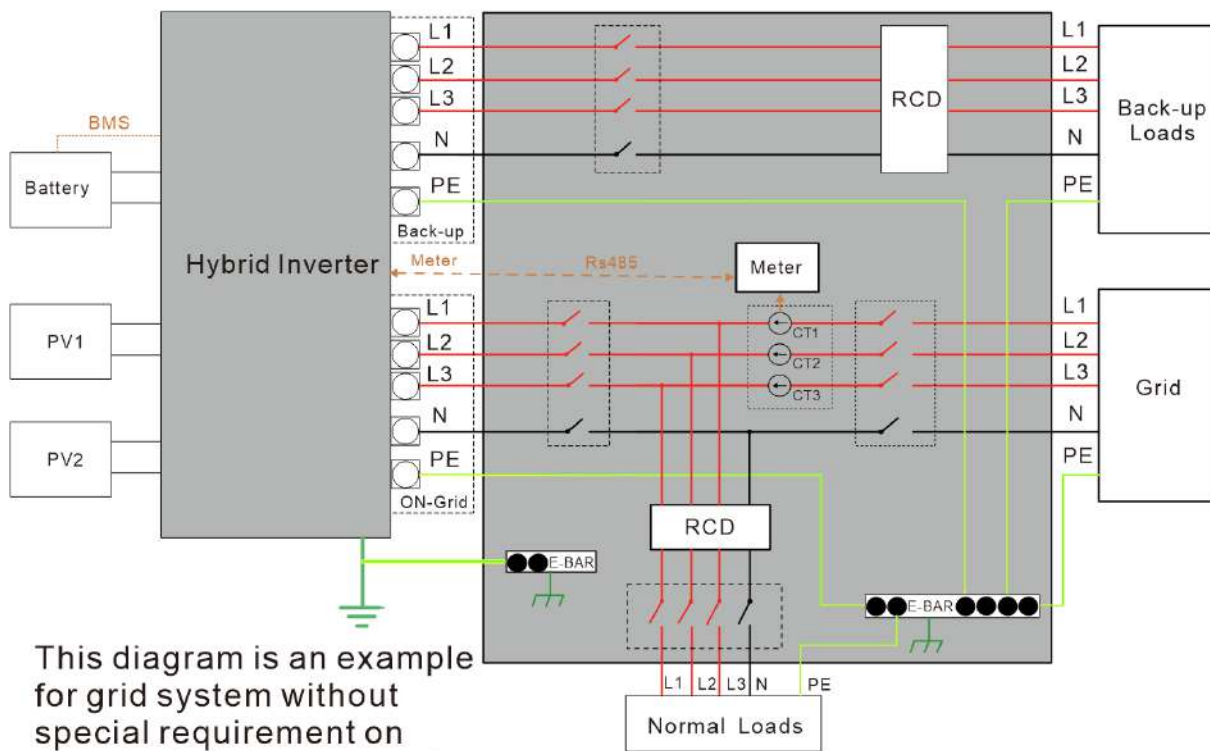 L1
L2
L3
N
PE
Back-up
BMS
Battery
Hybrid Inverter
Meter
Rs485
Meter
RCD
L1
L2
L3
N
PE
Back-up
Loads
PV1
PV2
L1
L2
L3
N
PE
ON-Grid
CT1
CT2
CT3
L1
L2
L3
N
PE
Grid
RCD
E-BAR
E-BAR
L1 L2 L3 N PE
Normal Loads
This diagram is an example
for grid system without
special requirement on